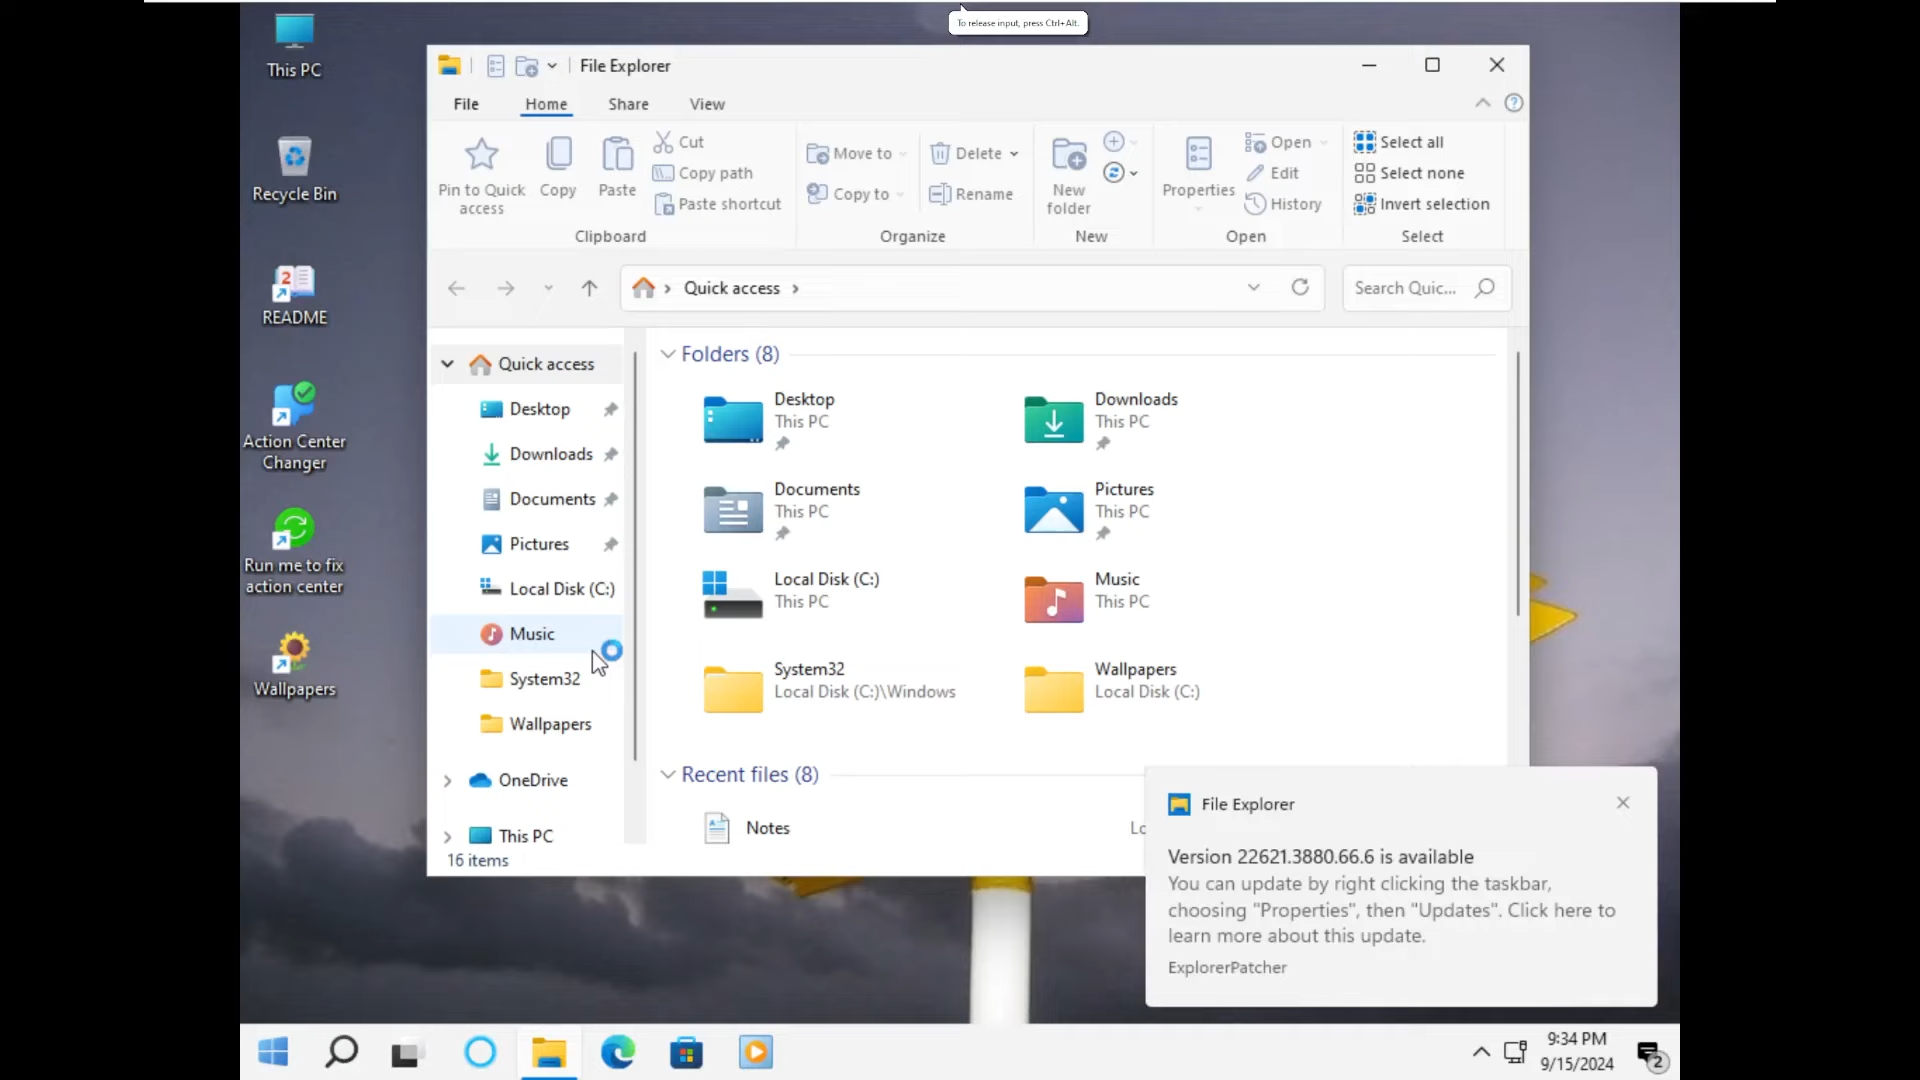 To release input, press Ctrl+Alt.
This PC
Recycle Bin
2
README
Action Center
Changer
Run me to fix
action center
Wallpapers
File Explorer
File
Home
Share
View
Pin to Quick
access
Copy
Paste
Cut
Copy path
Paste shortcut
Clipboard
Move to
Copy to
Delete
Rename
Organize
New
folder
New
Properties
Open
Edit
History
Open
Select all
Select none
Invert selection
Select
Quick access
Search Quic...
Quick access
Desktop
Downloads
Documents
Pictures
Local Disk (C:)
Music
System32
Wallpapers
OneDrive
This PC
16 items
Folders (8)
Desktop
This PC
Downloads
This PC
Documents
This PC
Pictures
This PC
Local Disk (C:)
This PC
Music
This PC
System32
Local Disk (C:)\Windows
Wallpapers
Local Disk (C:)
Recent files (8)
Notes
Lo
File Explorer
Version 22621.3880.66.6 is available
You can update by right clicking the taskbar,
choosing "Properties", then "Updates". Click here to
learn more about this update.
ExplorerPatcher
9:34 PM
9/15/2024
2